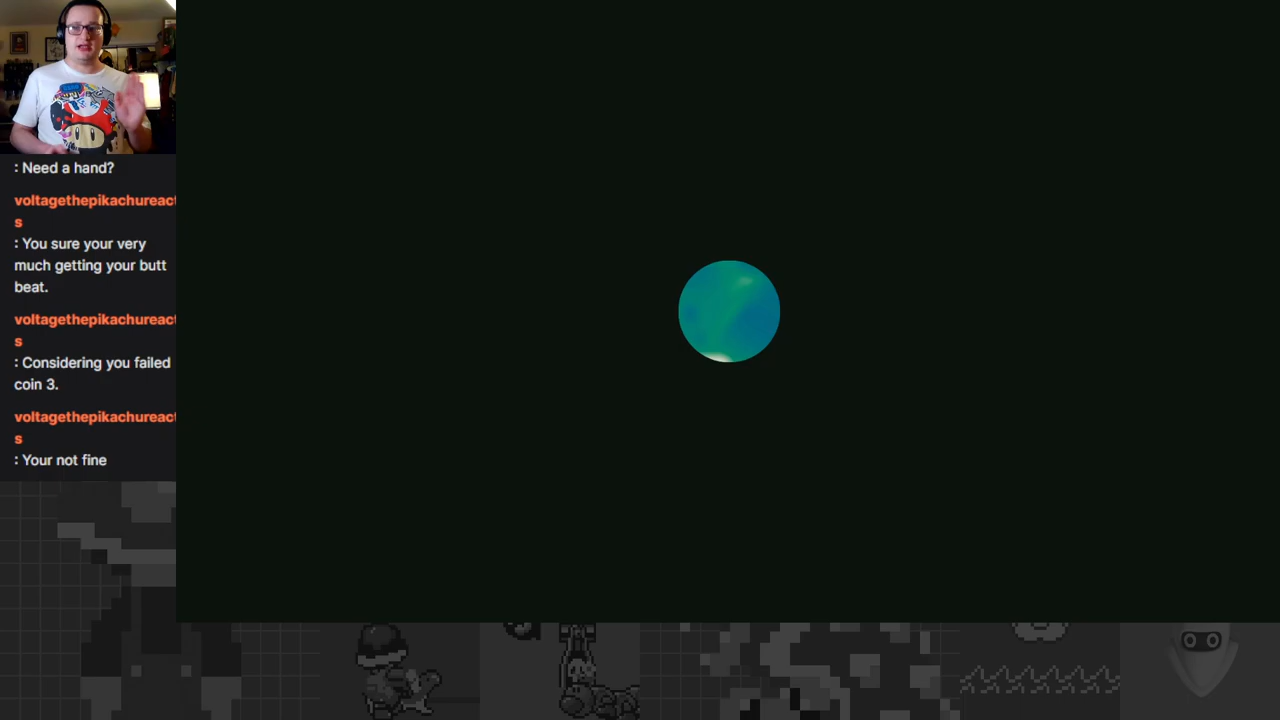 : Need a hand?
voltagethepikachureact
s
: You sure your very
much getting your butt
beat.
voltagethepikachureact
s
: Considering you failed
coin 3.
voltagethepikachureact
s
: Your not fine